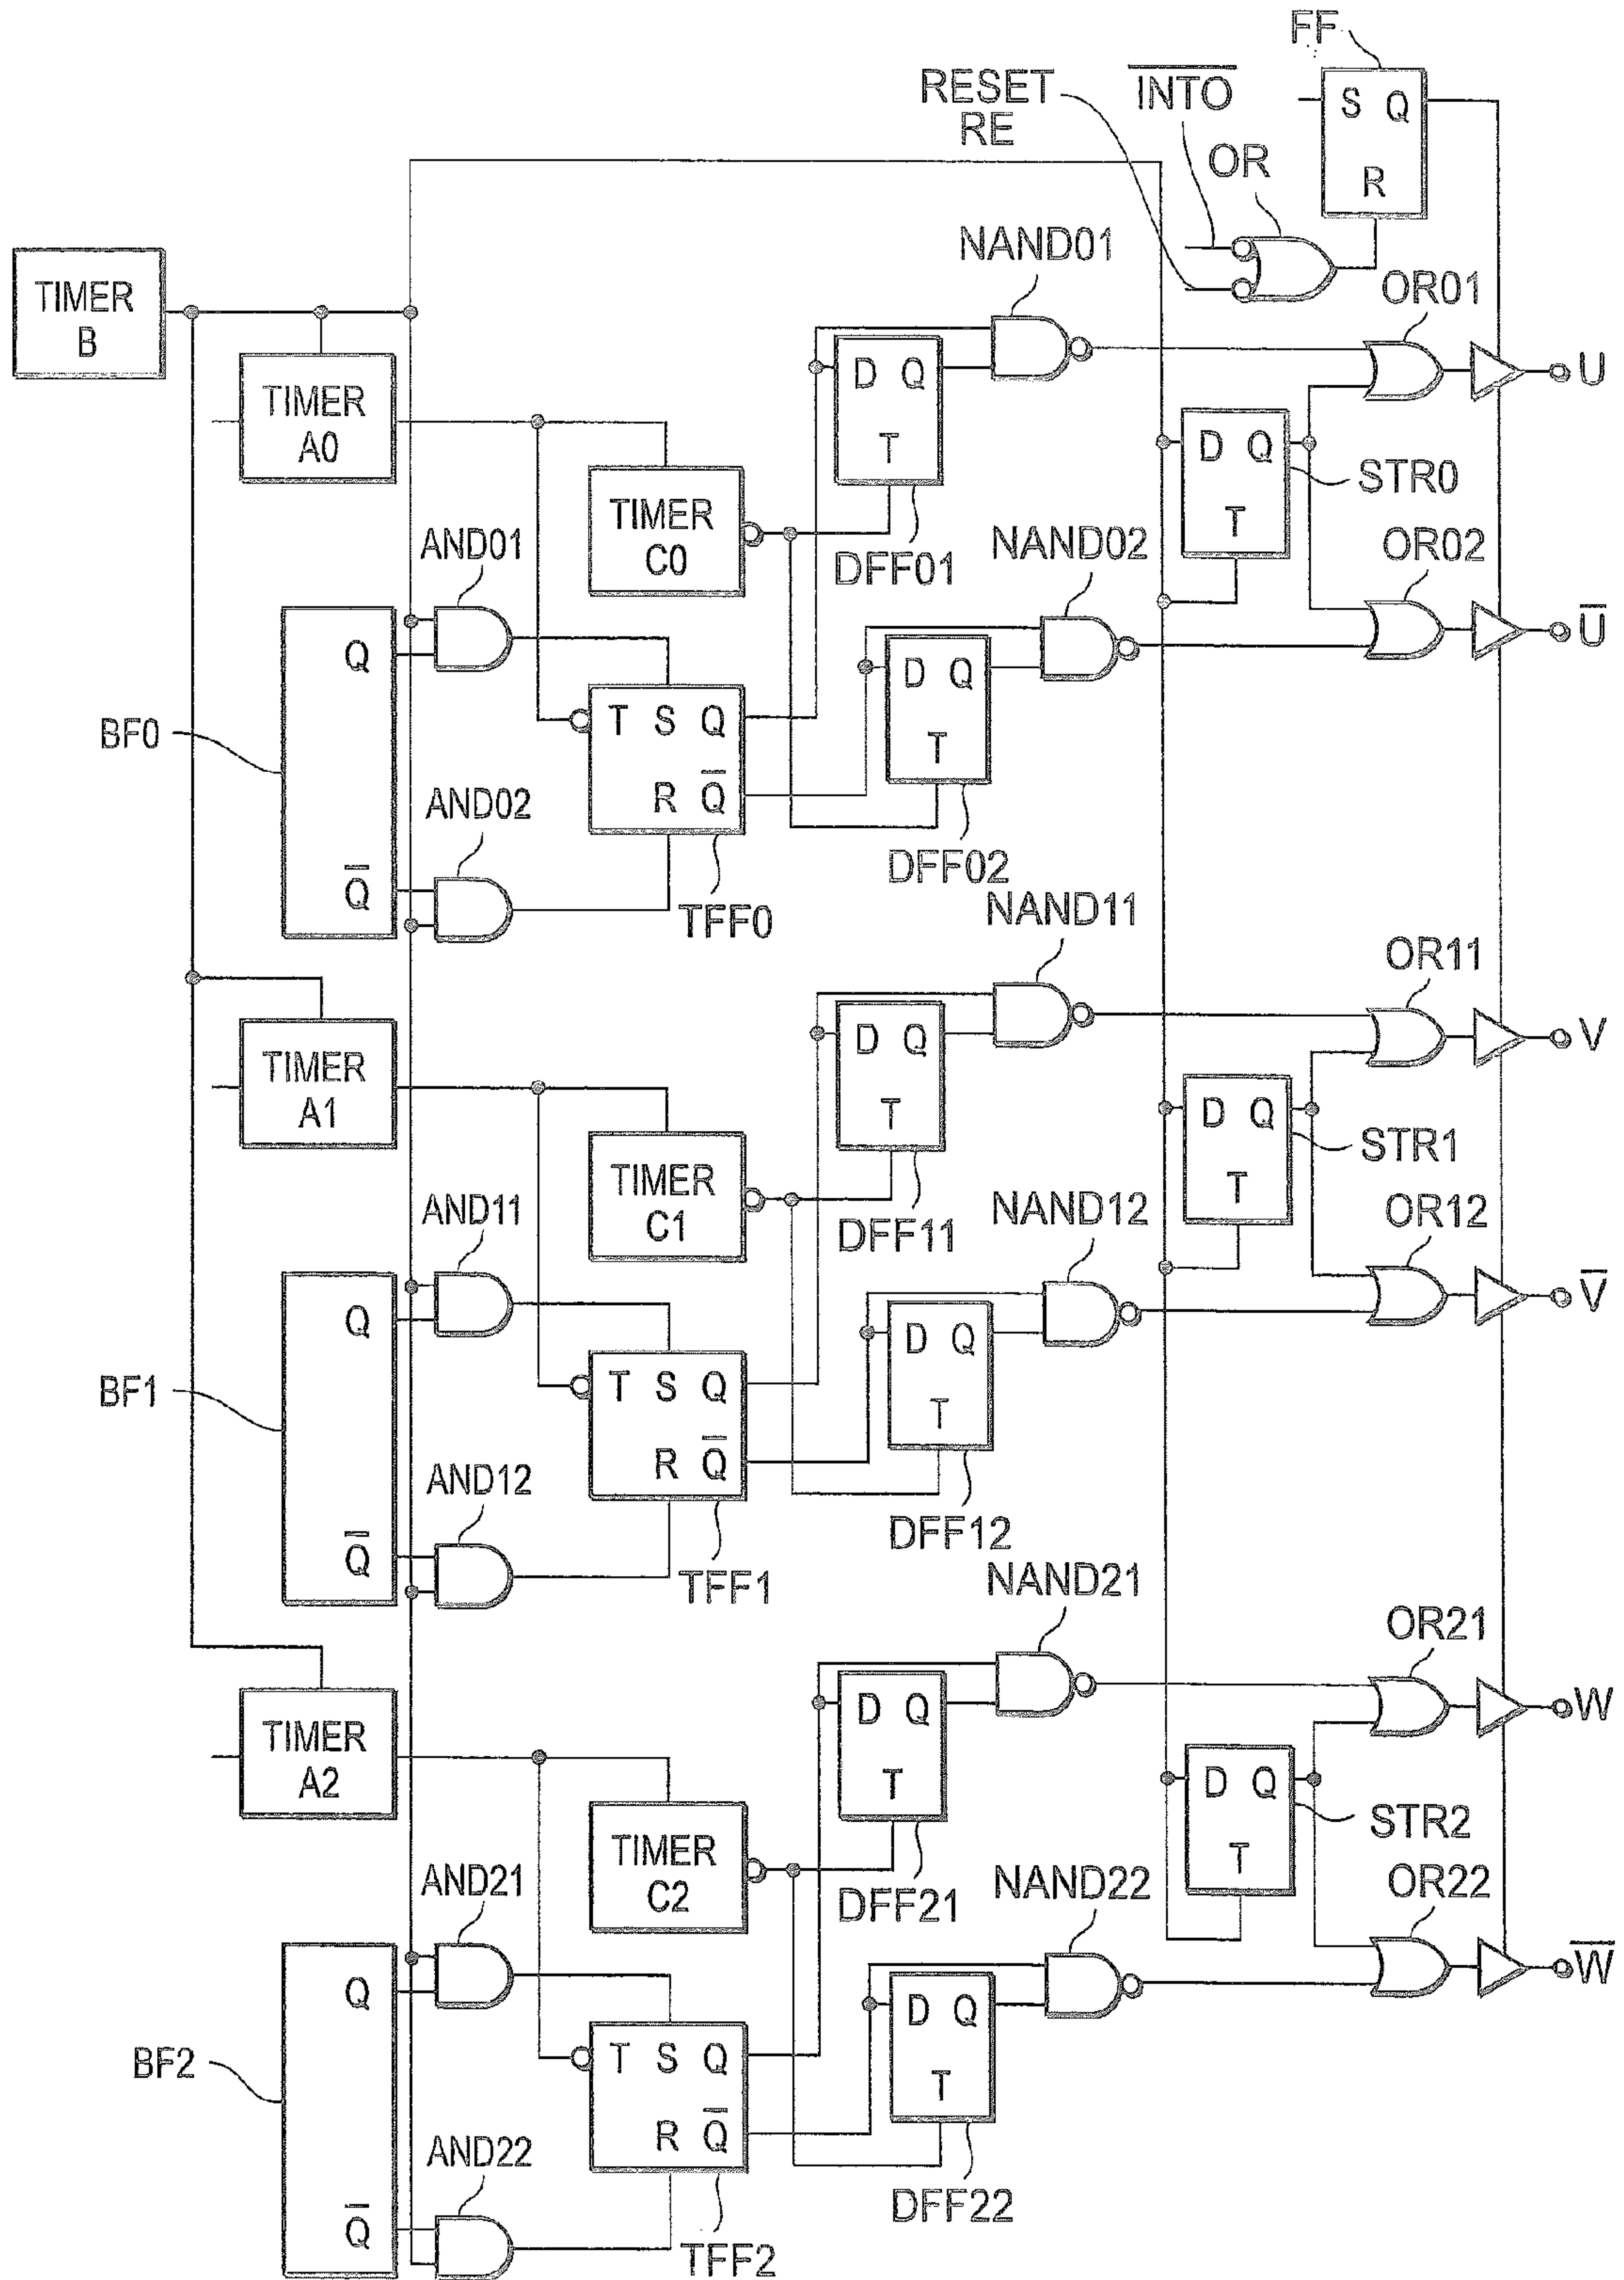 FF
RESET
RE
INTO
OR
S Q
R
TIMER
B
NAND01
OR01
U
TIMER
A0
D Q
T
D Q
T
STR0
TIMER
C0
AND01
DFF01
NAND02
OR02
U
Q
BF0
T S Q
R Q
D Q
T
AND02
DFF02
Q
TFF0
NAND11
OR11
V
TIMER
A1
D Q
T
D Q
T
STR1
TIMER
C1
AND11
DFF11
NAND12
OR12
V
Q
BF1
T S Q
R Q
D Q
T
AND12
DFF12
Q
TFF1
NAND21
OR21
W
TIMER
A2
D Q
T
D Q
T
STR2
TIMER
C2
AND21
DFF21
NAND22
OR22
W
Q
BF2
T S Q
R Q
D Q
T
AND22
DFF22
Q
TFF2